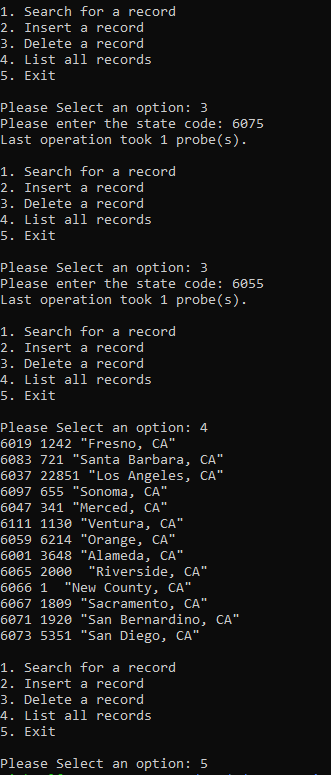 1. Search for a record
2. Insert a record
3. Delete a record
4. List all records
5. Exit
Please Select an option: 3
Please enter the state code: 6075
Last operation took 1 probe(s).
1. Search for a record
2. Insert a record
3. Delete a record
4. List all records
5. Exit
Please Select an option: 3
Please enter the state code: 6055
Last operation took 1 probe(s).
1. Search for a record
2. Insert a record
3. Delete a record
4. List all records
5. Exit
Please Select an option: 4
6019 1242 "Fresno, CA"
6083 721 "Santa Barbara, CA"
6037 22851 "Los Angeles, CA"
6097 655 "Sonoma, CA"
6047 341 "Merced, CA"
6111 1130 "Ventura, CA"
6059 6214 "Orange, CA"
6001 3648 "Alameda, CA"
6065 2000  "Riverside, CA"
6066 1  "New County, CA"
6067 1809 "Sacramento, CA"
6071 1920 "San Bernardino, CA"
6073 5351 "San Diego, CA"
1. Search for a record
2. Insert a record
3. Delete a record
4. List all records
5. Exit
Please Select an option: 5